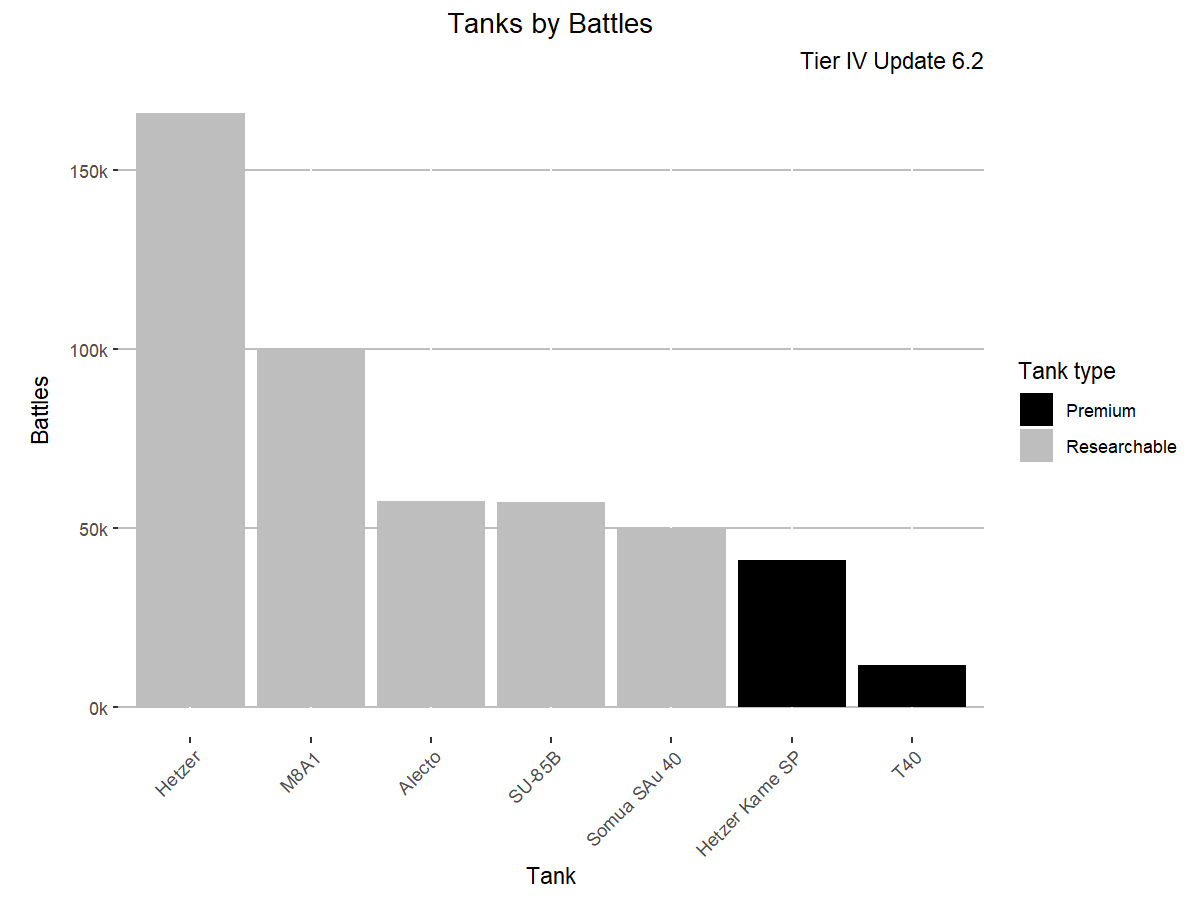 Tanks by Battles
Tier IV Update 6.2
150k
100k
50k
0k
Battles
Hetzer
M8A1
Alecto
SU-85B
Somua SAu 40
Hetzer Kame SP
T40
Tank
Tank type
Premium
Researchable